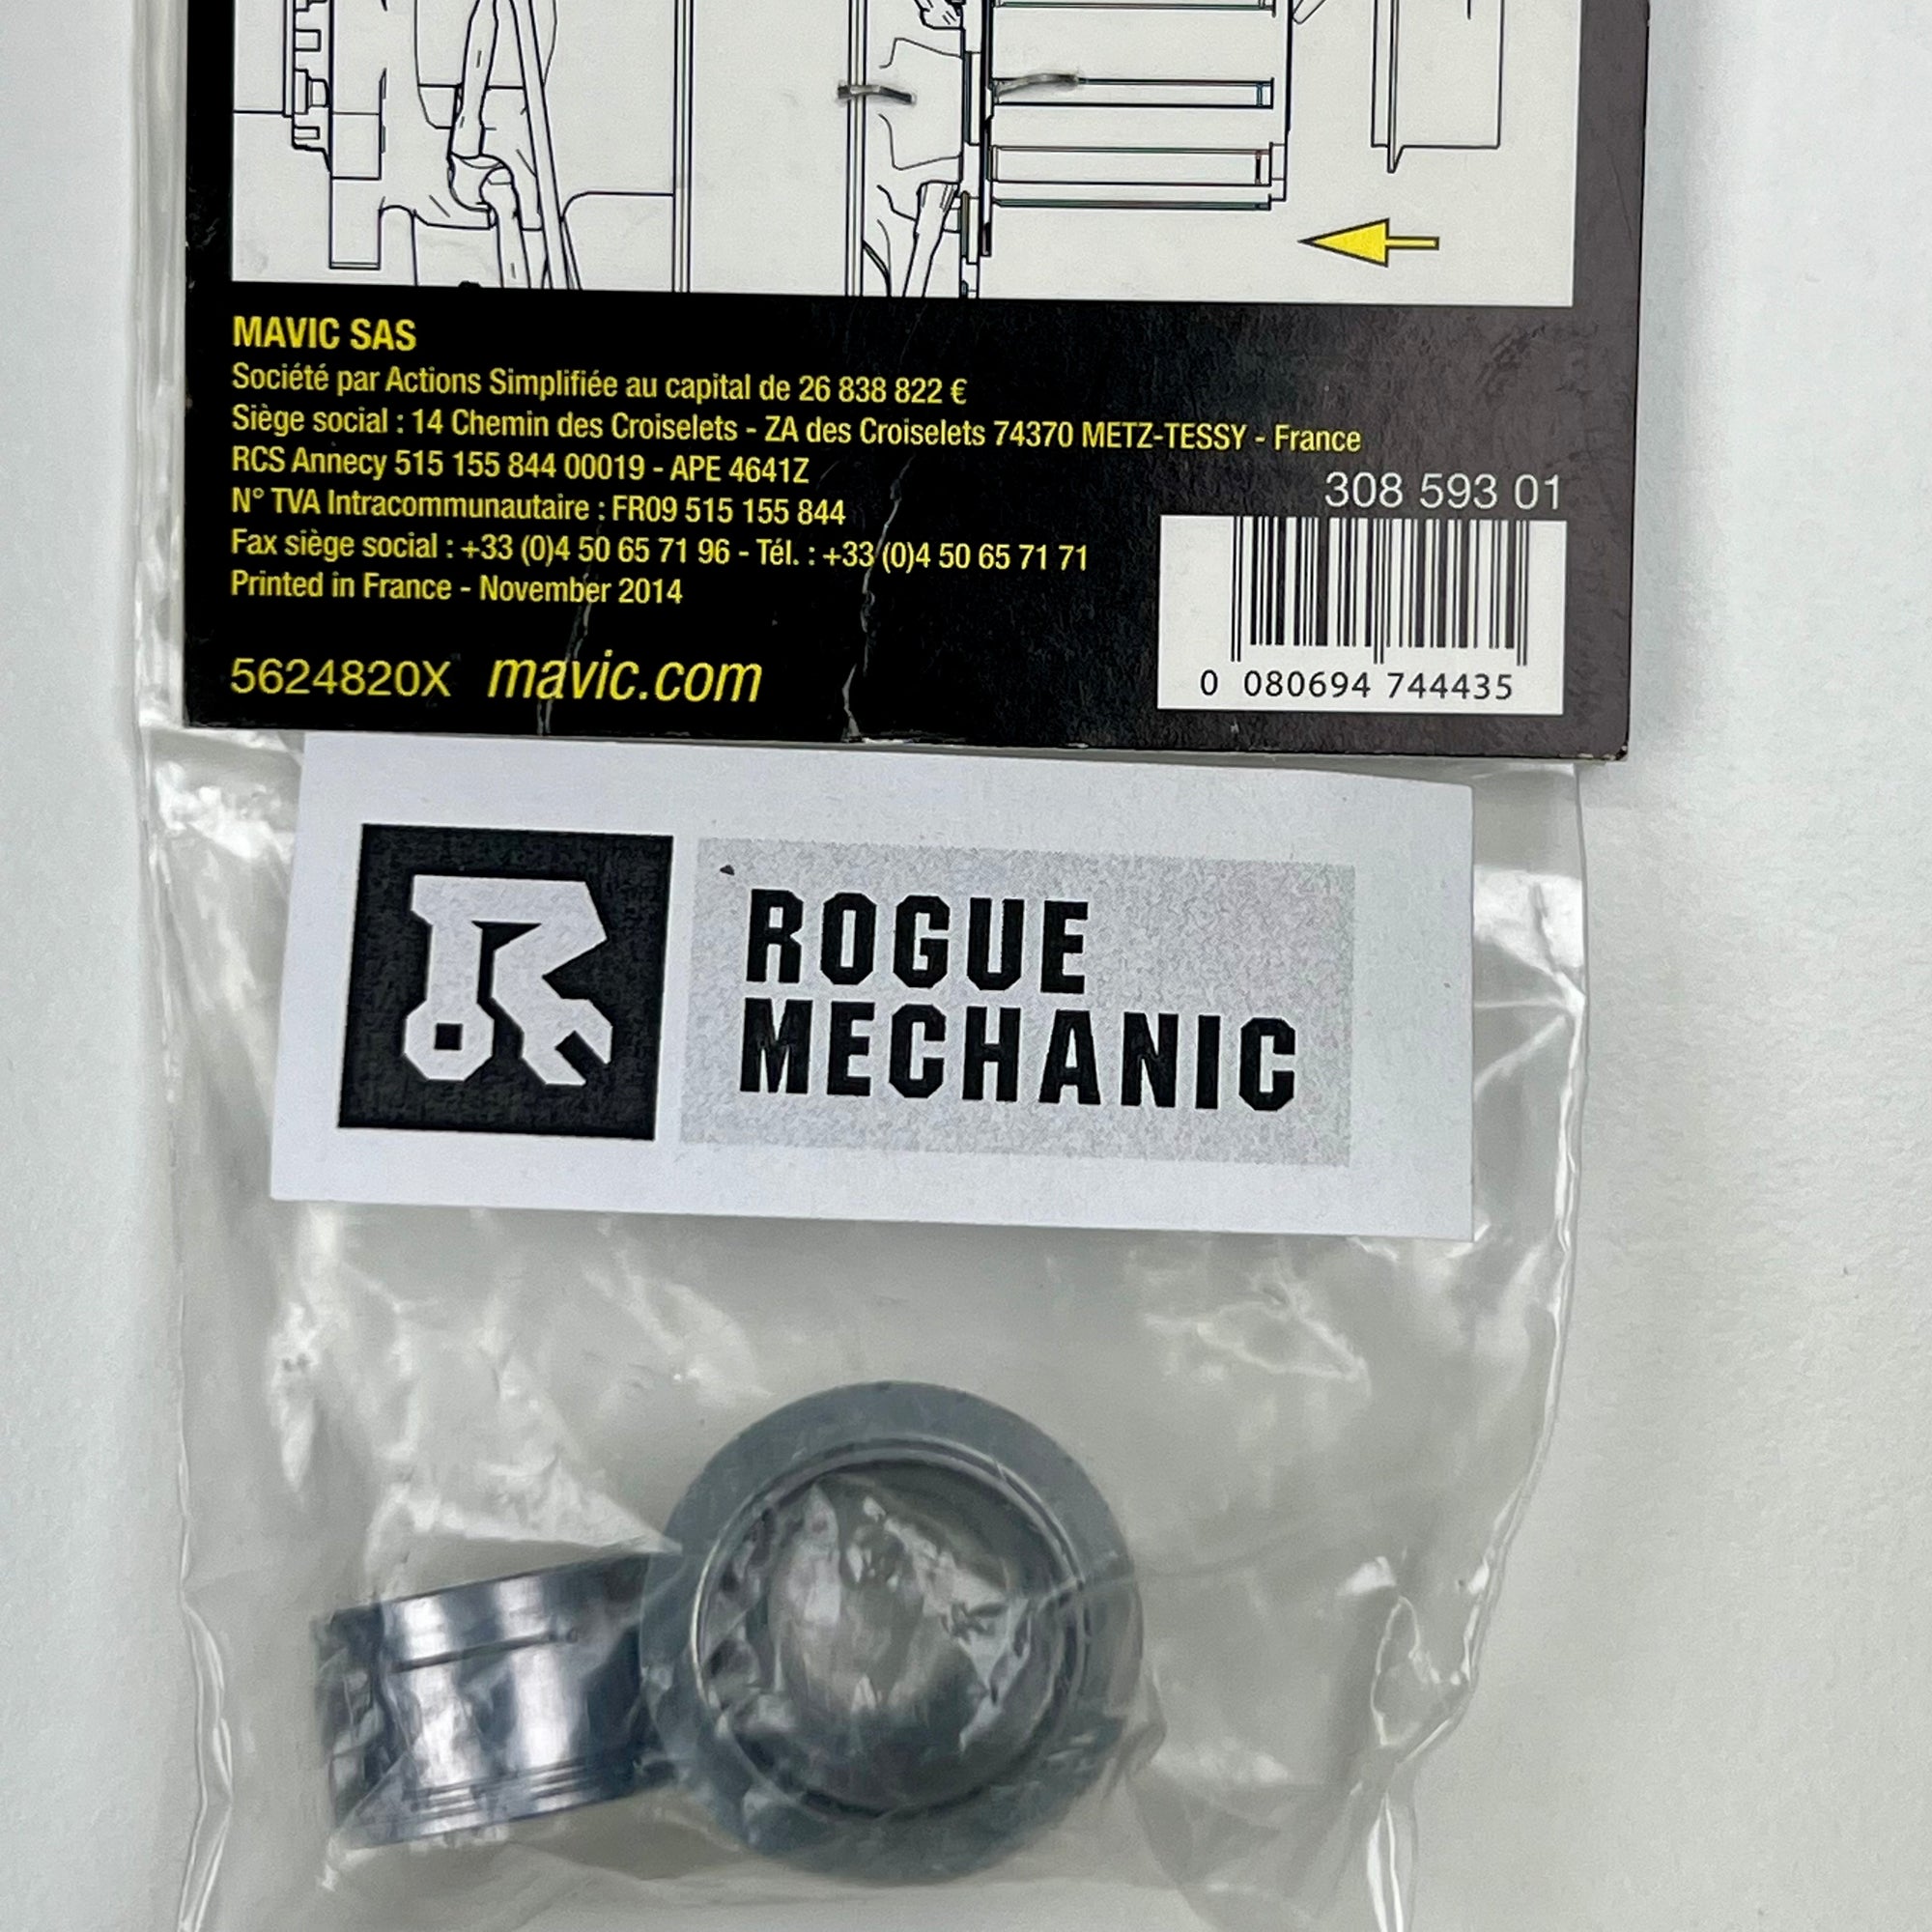 MAVIC SAS
Société par Actions Simplifiée au capital de 26 838 822 €
Siège social : 14 Chemin des Croiselets - ZA des Croiselets 74370 METZ-TESSY - France
RCS Annecy 515 155 844 00019 - APE 4641Z
N° TVA Intracommunautaire : FR09 515 155 844
Fax siège social : +33 (0)4 50 65 71 96 - Tél. : +33 (0)4 50 65 71 71
Printed in France - November 2014
308 593 01
5624820X mavic.com
0 080694 744435
ROGUE
MECHANIC